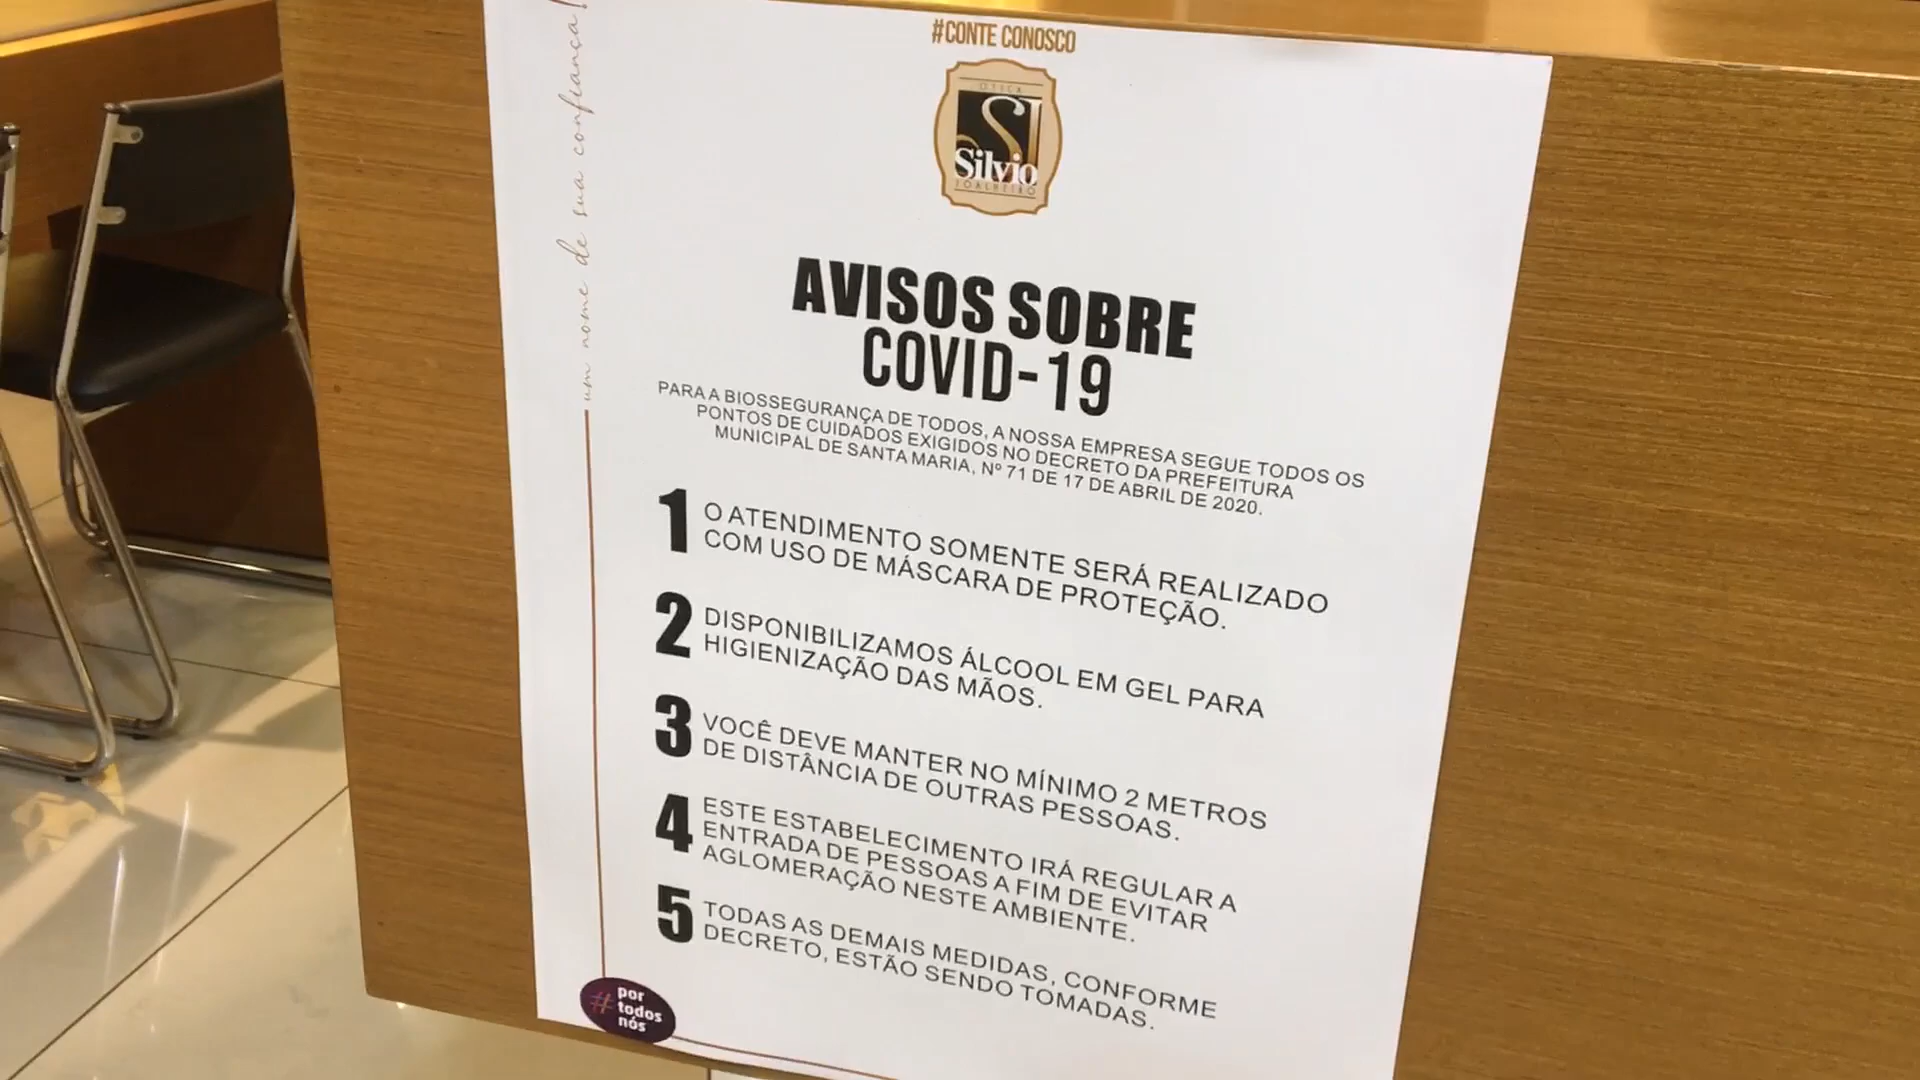 #CONTE CONOSCO
ÓTICA
SJ
Silvio
JOALHEIRO
um nome de sua confiança!
AVISOS SOBRE
COVID-19
PARA A BIOSSEGURANÇA DE TODOS, A NOSSA EMPRESA SEGUE TODOS OS
PONTOS DE CUIDADOS EXIGIDOS NO DECRETO DA PREFEITURA
MUNICIPAL DE SANTA MARIA, Nº 71 DE 17 DE ABRIL DE 2020.
1 O ATENDIMENTO SOMENTE SERÁ REALIZADO
COM USO DE MÁSCARA DE PROTEÇÃO.
2 DISPONIBILIZAMOS ÁLCOOL EM GEL PARA
HIGIENIZAÇÃO DAS MÃOS.
3 VOCÊ DEVE MANTER NO MÍNIMO 2 METROS
DE DISTÂNCIA DE OUTRAS PESSOAS.
4 ESTE ESTABELECIMENTO IRÁ REGULAR A
ENTRADA DE PESSOAS A FIM DE EVITAR
AGLOMERAÇÃO NESTE AMBIENTE.
5 TODAS AS DEMAIS MEDIDAS, CONFORME
DECRETO, ESTÃO SENDO TOMADAS.
# por
todos
nós